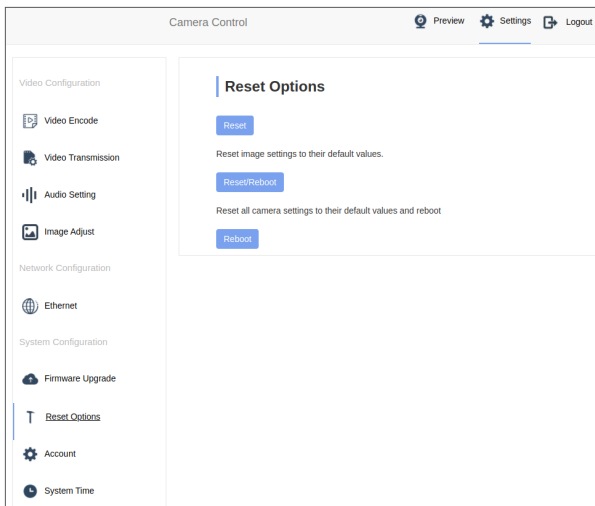 Camera Control
Preview
Settings
Logout
Video Configuration
Video Encode
Video Transmission
Audio Setting
Image Adjust
Network Configuration
Ethernet
System Configuration
Firmware Upgrade
Reset Options
Account
System Time
Reset Options
Reset
Reset image settings to their default values.
Reset/Reboot
Reset all camera settings to their default values and reboot
Reboot